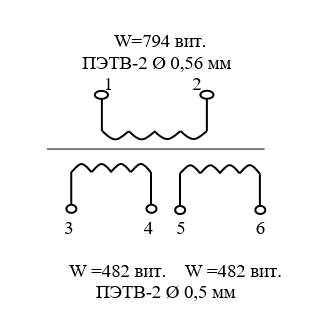 W=794 вит.
ПЭТВ-2 Ø 0,56 мм
1 2
3 4 5 6
W =482 вит. W =482 вит.
ПЭТВ-2 Ø 0,5 мм